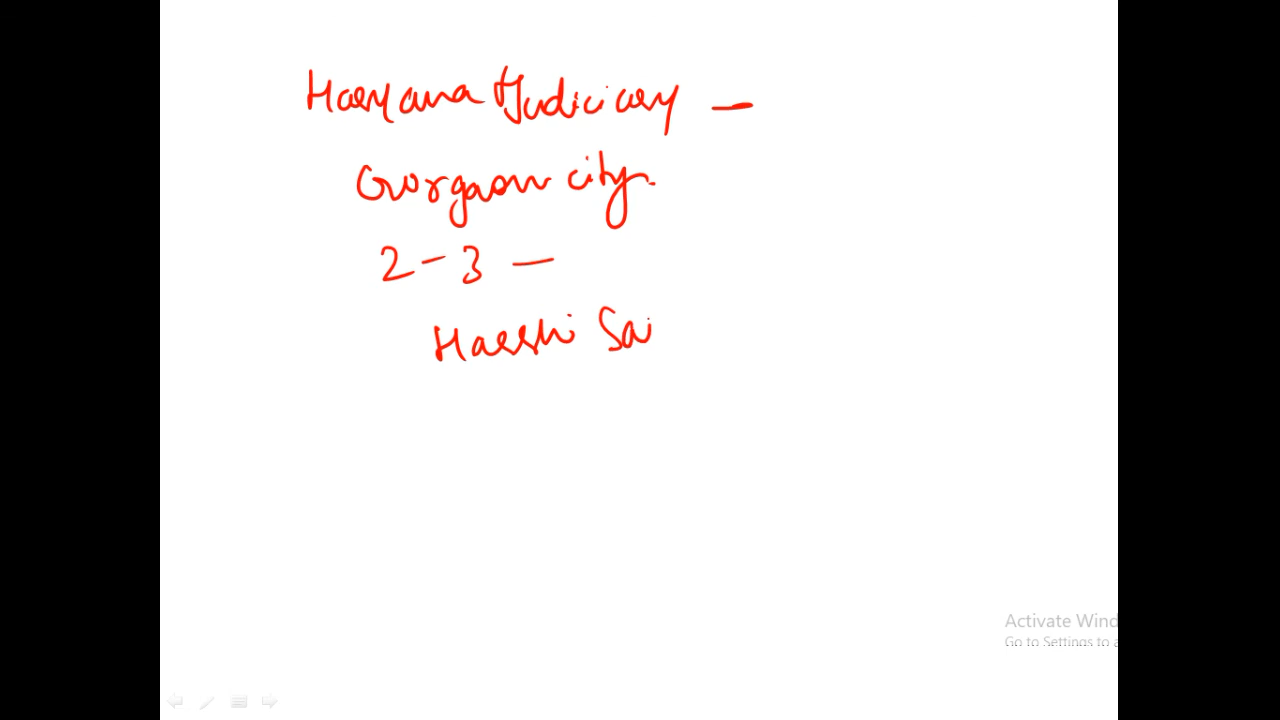 Haryana Judiciary -
Gurgaon city.
2-3 -
Harshi Sai
Activate Wind
Go to Settings to a